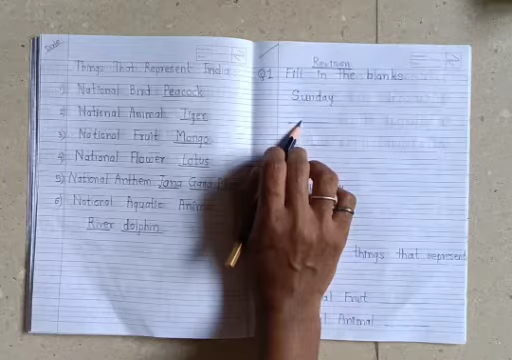 Date
Things That Represent India
1) National Bird Peacock
2) National Animal Tiger
3) National Fruit Mango
4) National Flower Lotus
5) National Anthem Jana Gana
6) National Aquatic Animal
River dolphin
Revision
Q1 Fill in The blanks
Sunday
things that represent
al Fruit
l Animal